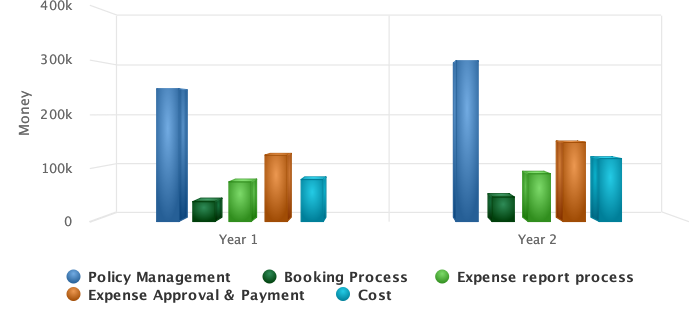 400k
300k
200k
100k
0
Money
Year 1
Year 2
Policy Management
Booking Process
Expense report process
Expense Approval & Payment
Cost